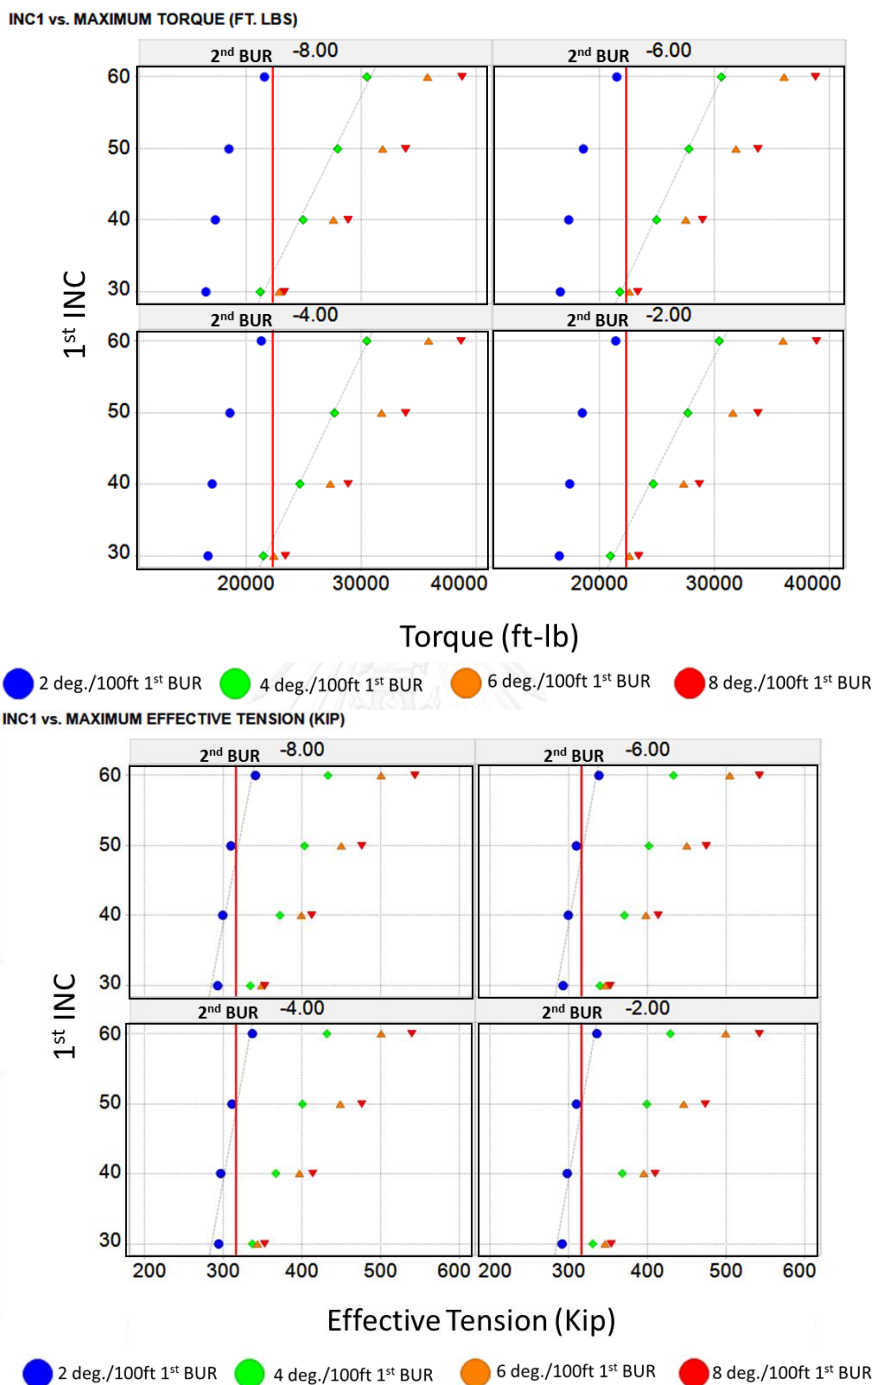 INC1 vs. MAXIMUM TORQUE (FT. LBS)
2nd BUR -8.00 2nd BUR -6.00
60
50
40
30
1st INC
2nd BUR -4.00 2nd BUR -2.00
60
50
40
30
20000 30000 40000 20000 30000 40000
Torque (ft-lb)
2 deg./100ft 1st BUR 4 deg./100ft 1st BUR 6 deg./100ft 1st BUR 8 deg./100ft 1st BUR
INC1 vs. MAXIMUM EFFECTIVE TENSION (KIP)
2nd BUR -8.00 2nd BUR -6.00
60
50
40
30
1st INC
2nd BUR -4.00 2nd BUR -2.00
60
50
40
30
200 300 400 500 600 200 300 400 500 600
Effective Tension (Kip)
2 deg./100ft 1st BUR 4 deg./100ft 1st BUR 6 deg./100ft 1st BUR 8 deg./100ft 1st BUR